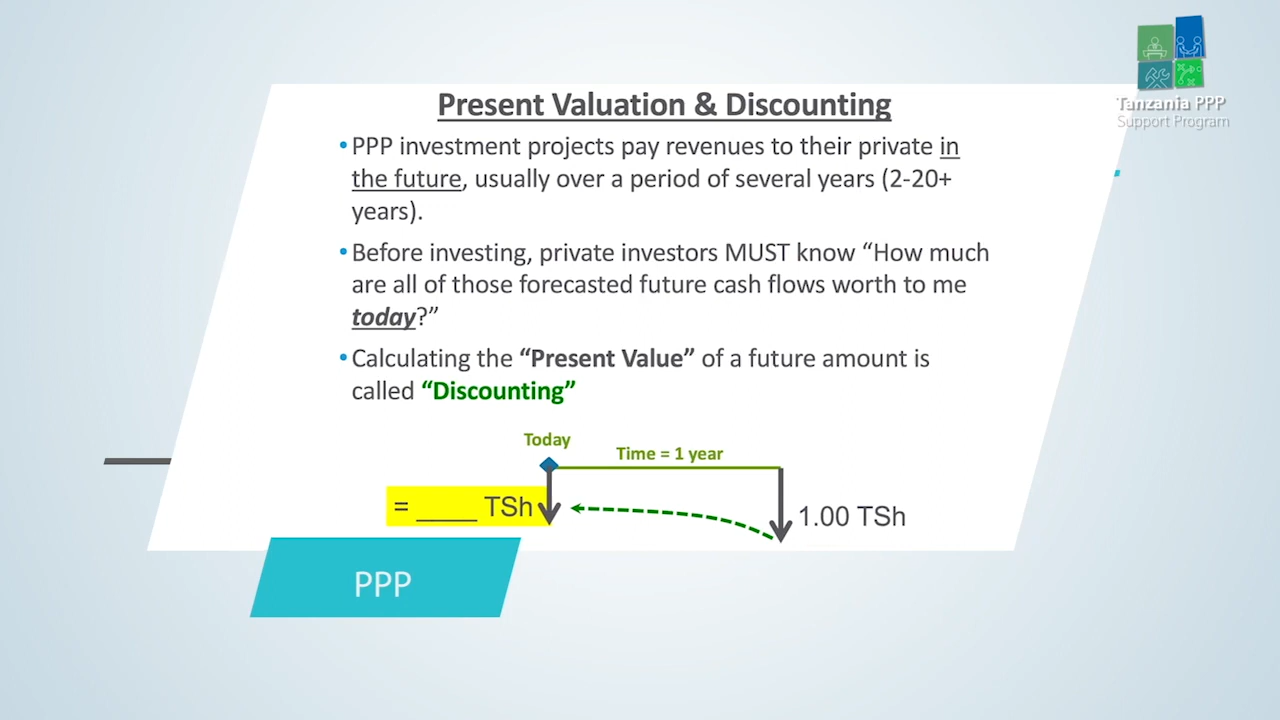 Tanzania PPP
Support Program
Present Valuation & Discounting
•PPP investment projects pay revenues to their private in
the future, usually over a period of several years (2-20+
years).
•Before investing, private investors MUST know “How much
are all of those forecasted future cash flows worth to me
today?”
•Calculating the “Present Value” of a future amount is
called “Discounting”
Today
Time = 1 year
= ____ TSh
1.00 TSh
PPP